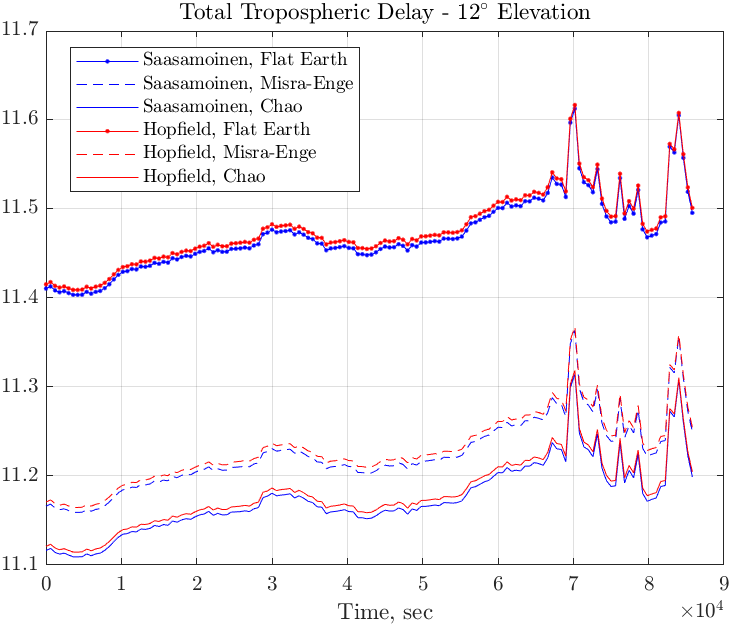 Total Tropospheric Delay - 12° Elevation
11.7
Saasamoinen, Flat Earth
Saasamoinen, Misra-Enge
Saasamoinen, Chao
Hopfield, Flat Earth
Hopfield, Misra-Enge
Hopfield, Chao
11.6
11.5
11.4
11.3
11.2
11.1
0 1 2 3 4 5 6 7 8 9
Time, sec
×10⁴